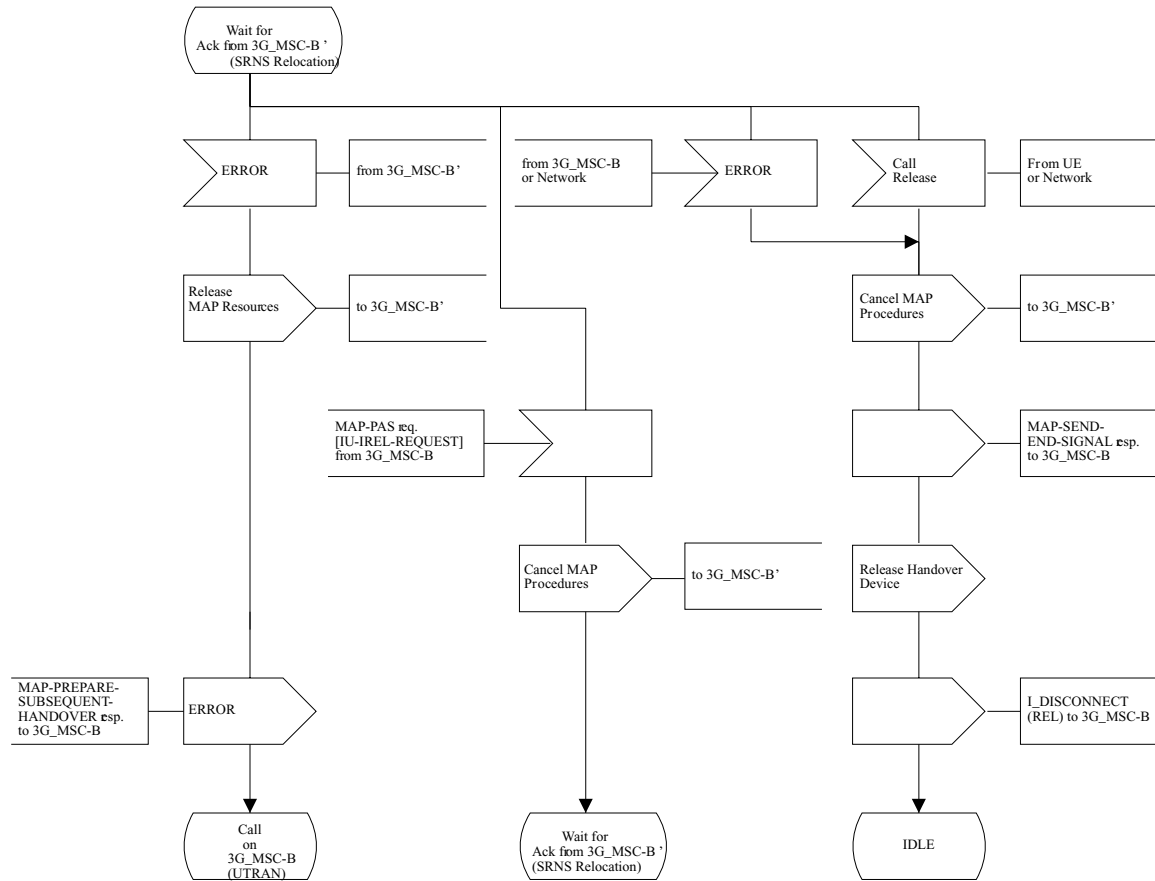 Wait for
Ack from 3G_MSC-B ’
(SRNS Relocation)
ERROR
from 3G_MSC-B’
from 3G_MSC-B
or Network
ERROR
Call
Release
From UE
or Network
Release
MAP Resources
to 3G_MSC-B’
Cancel MAP
Procedures
to 3G_MSC-B’
MAP-PAS req.
[IU-IREL-REQUEST]
from 3G_MSC-B
MAP-SEND-
END-SIGNAL resp.
to 3G_MSC-B
Cancel MAP
Procedures
to 3G_MSC-B’
Release Handover
Device
MAP-PREPARE-
SUBSEQUENT-
HANDOVER resp.
to 3G_MSC-B
ERROR
I_DISCONNECT
(REL) to 3G_MSC-B
Call
on
3G_MSC-B
(UTRAN)
Wait for
Ack from 3G_MSC-B ’
(SRNS Relocation)
IDLE